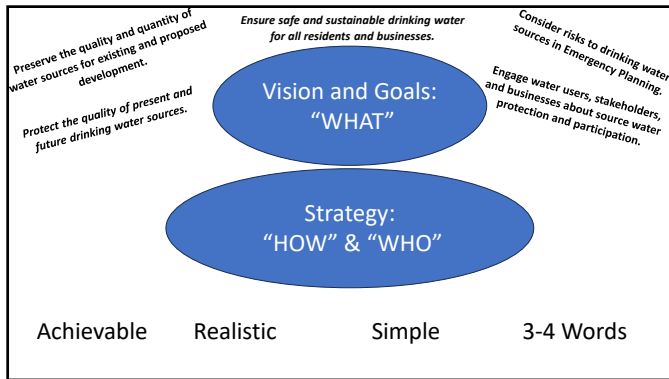 Preserve the quality and quantity of
water sources for existing and proposed
development.
Protect the quality of present and
future drinking water sources.
Ensure safe and sustainable drinking water
for all residents and businesses.
Consider risks to drinking water
sources in Emergency Planning.
Engage water users, stakeholders,
and businesses about source water
protection and participation.
Vision and Goals:
“WHAT”
Strategy:
“HOW” & “WHO”
Achievable Realistic Simple 3-4 Words